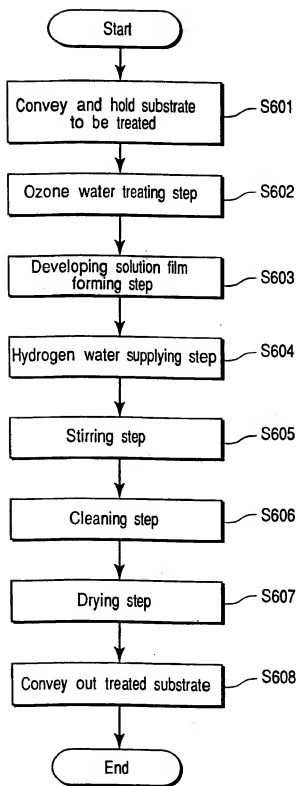 Start
Convey and hold substrate
to be treated
S601
Ozone water treating step
S602
Developing solution film
forming step
S603
Hydrogen water supplying step
S604
Stirring step
S605
Cleaning step
S606
Drying step
S607
Convey out treated substrate
S608
End